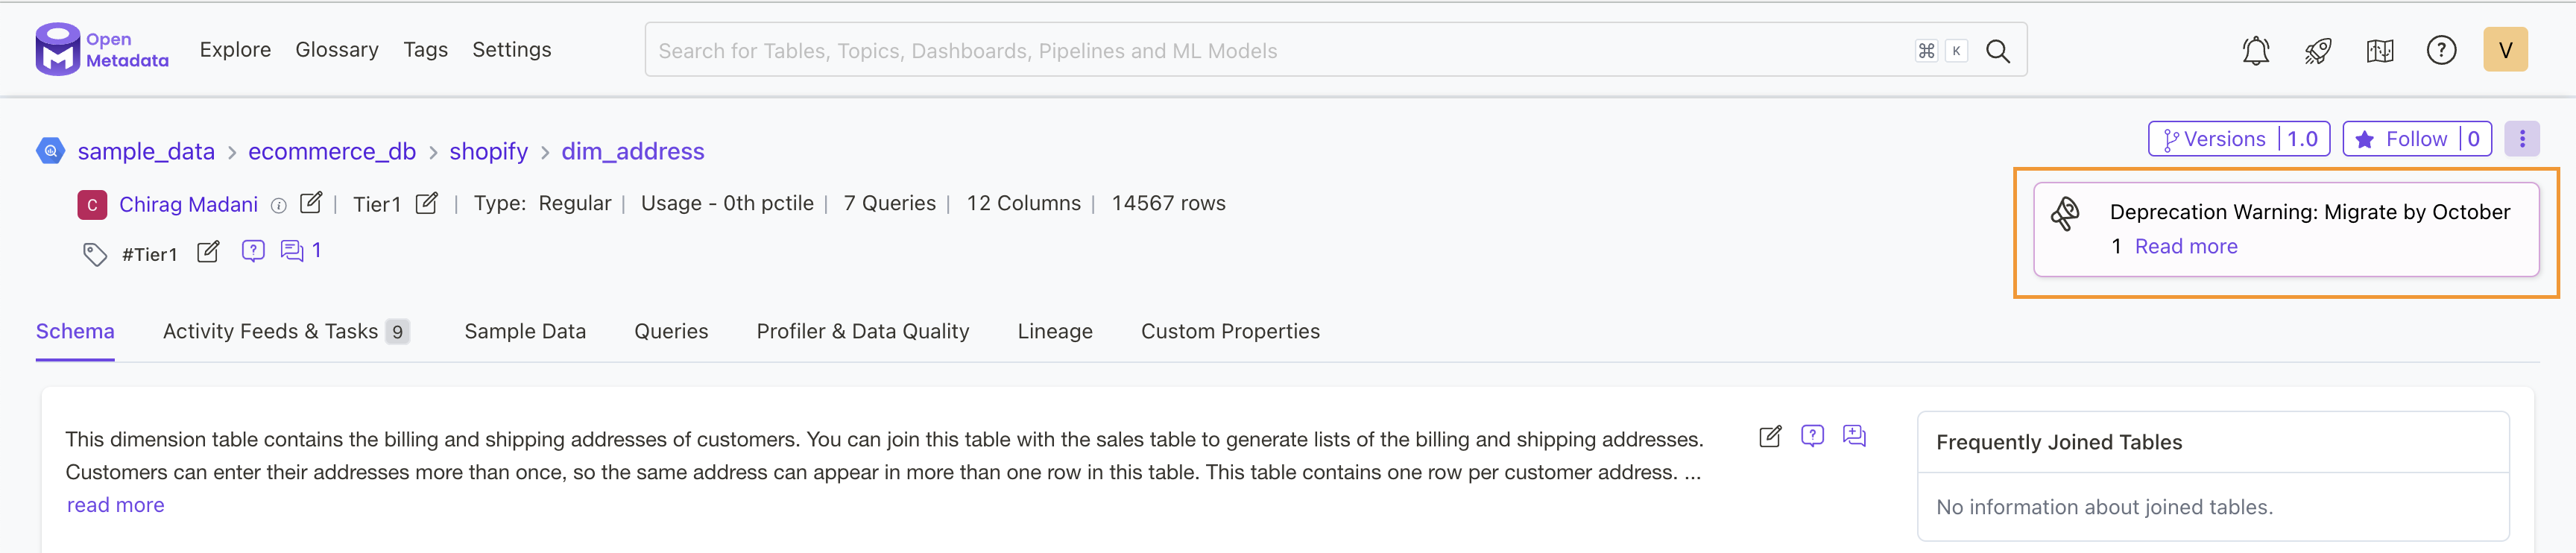 Open
Metadata
Explore Glossary Tags Settings
Search for Tables, Topics, Dashboards, Pipelines and ML Models
⌘ K
?
V
sample_data > ecommerce_db > shopify > dim_address
Versions | 1.0
Follow | 0
C Chirag Madani | Tier1 | Type: Regular | Usage - 0th pctile | 7 Queries | 12 Columns | 14567 rows
Deprecation Warning: Migrate by October
1 Read more
#Tier1 ? 1
Schema Activity Feeds & Tasks 9 Sample Data Queries Profiler & Data Quality Lineage Custom Properties
This dimension table contains the billing and shipping addresses of customers. You can join this table with the sales table to generate lists of the billing and shipping addresses.
Customers can enter their addresses more than once, so the same address can appear in more than one row in this table. This table contains one row per customer address. ...
read more
Frequently Joined Tables
No information about joined tables.